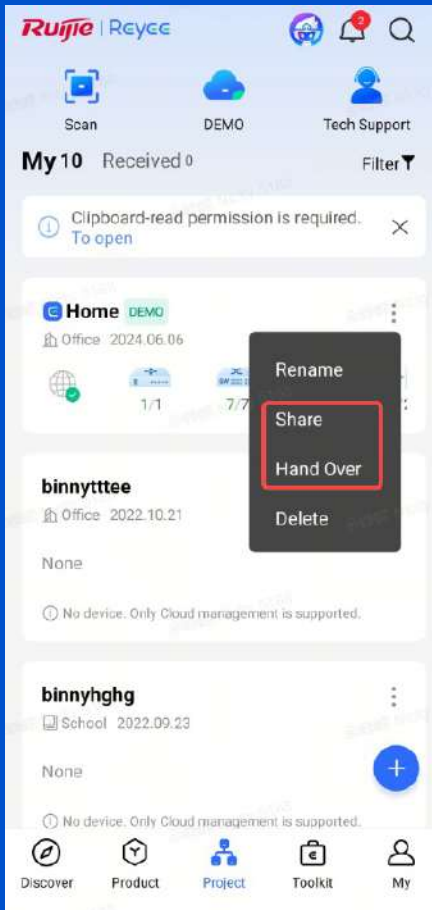 Ruijie | Reyee
2
Scan
DEMO
Tech Support
My 10 Received 0 Filter
Clipboard-read permission is required.
To open
Home DEMO
Office 2024.06.06
1/1
7/7
Rename
Share
Hand Over
Delete
binnytttee
Office 2022.10.21
None
No device. Only Cloud management is supported.
binnyhghg
School 2022.09.23
None
No device. Only Cloud management is supported.
Discover
Product
Project
Toolkit
My